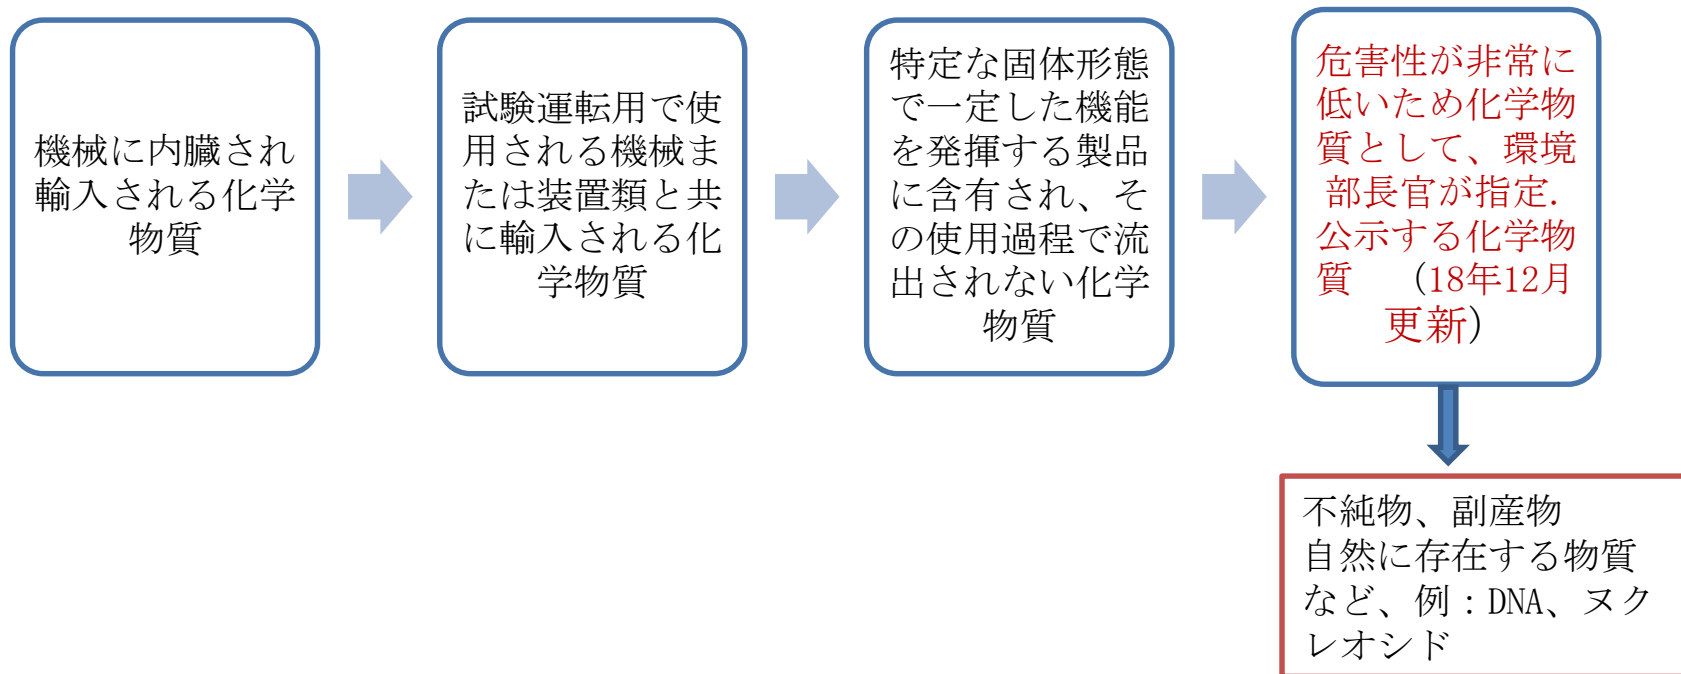 機械に内臓され
輸入される化学
物質
試験運転用で使
用される機械ま
たは装置類と共
に輸入される化
学物質
特定な固体形態
で一定した機能
を発揮する製品
に含有され、そ
の使用過程で流
出されない化学
物質
危害性が非常に
低いため化学物
質として、環境
部長官が指定.
公示する化学物
質　（18年12月
更新）
不純物、副産物
自然に存在する物質
など、例：DNA、ヌク
レオシド